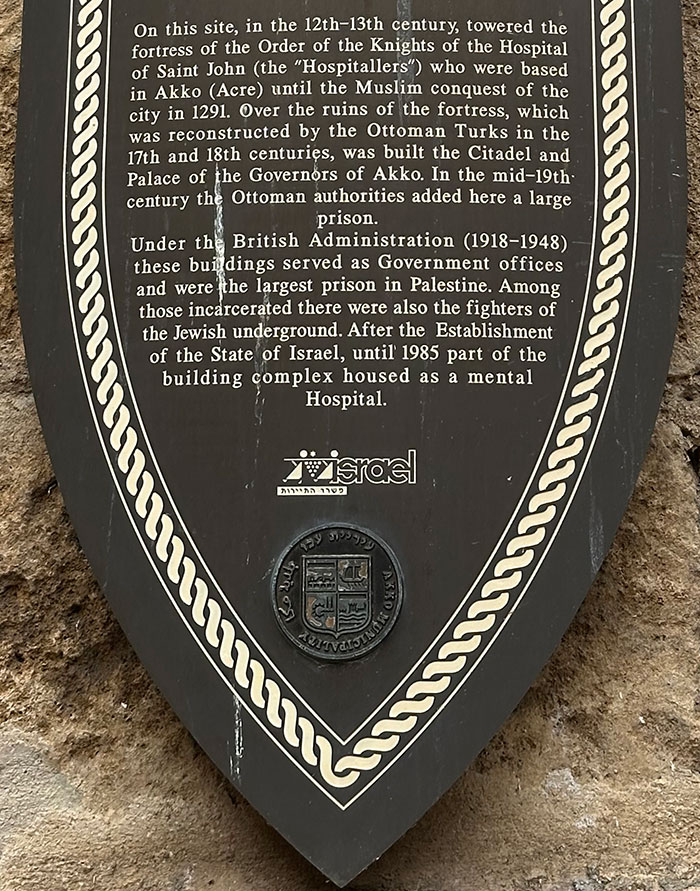 On this site, in the 12th–13th century, towered the
fortress of the Order of the Knights of the Hospital
of Saint John (the "Hospitallers") who were based
in Akko (Acre) until the Muslim conquest of the
city in 1291. Over the ruins of the fortress, which
was reconstructed by the Ottoman Turks in the
17th and 18th centuries, was built the Citadel and
Palace of the Governors of Akko. In the mid–19th
century the Ottoman authorities added here a large
prison.
Under the British Administration (1918–1948)
these buildings served as Government offices
and were the largest prison in Palestine. Among
those incarcerated there were also the fighters of
the Jewish underground. After the Establishment
of the State of Israel, until 1985 part of the
building complex housed as a mental
Hospital.
israel
משרד התיירות
עיריית עכו
AKKO MUNICIPALITY